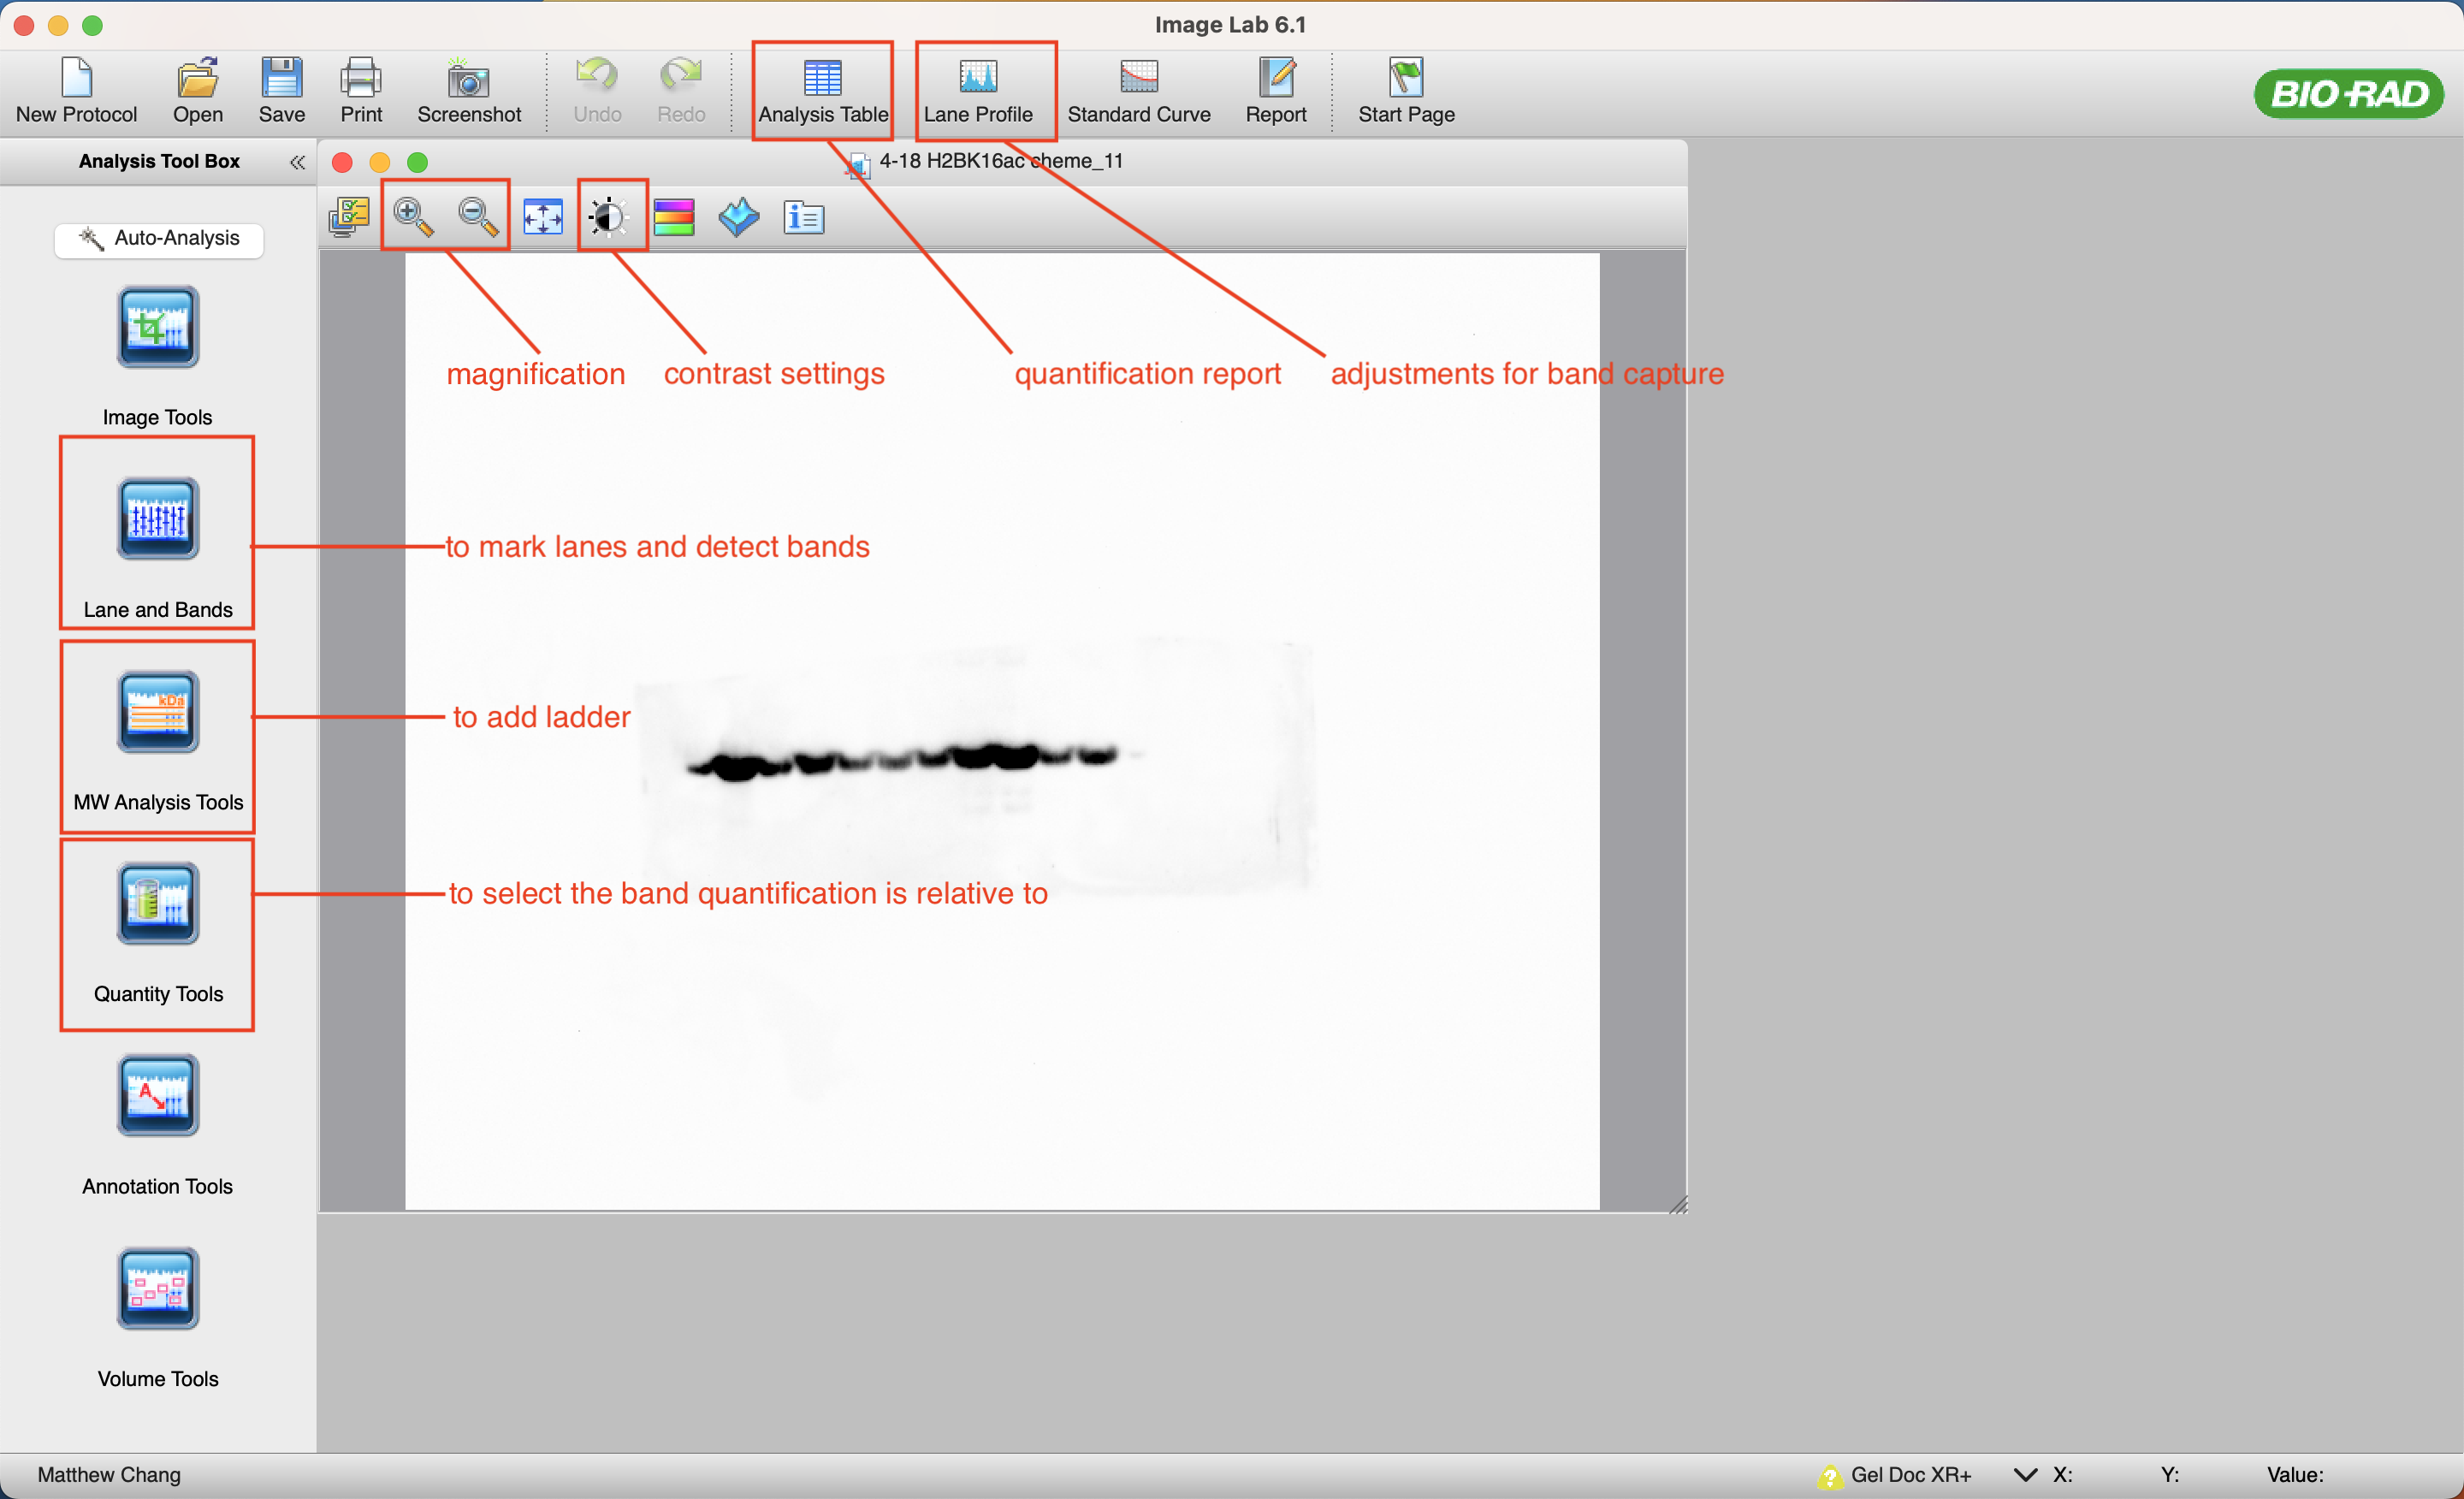 Image Lab 6.1
New Protocol Open Save Print Screenshot Undo Redo Analysis Table Lane Profile Standard Curve Report Start Page
BIO-RAD
Analysis Tool Box
4-18 H2BK16ac cheme_11
Auto-Analysis
magnification contrast settings quantification report adjustments for band capture
Image Tools
to mark lanes and detect bands
Lane and Bands
kDa
to add ladder
MW Analysis Tools
to select the band quantification is relative to
Quantity Tools
A
Annotation Tools
Volume Tools
Matthew Chang ? Gel Doc XR+ X: Y: Value: